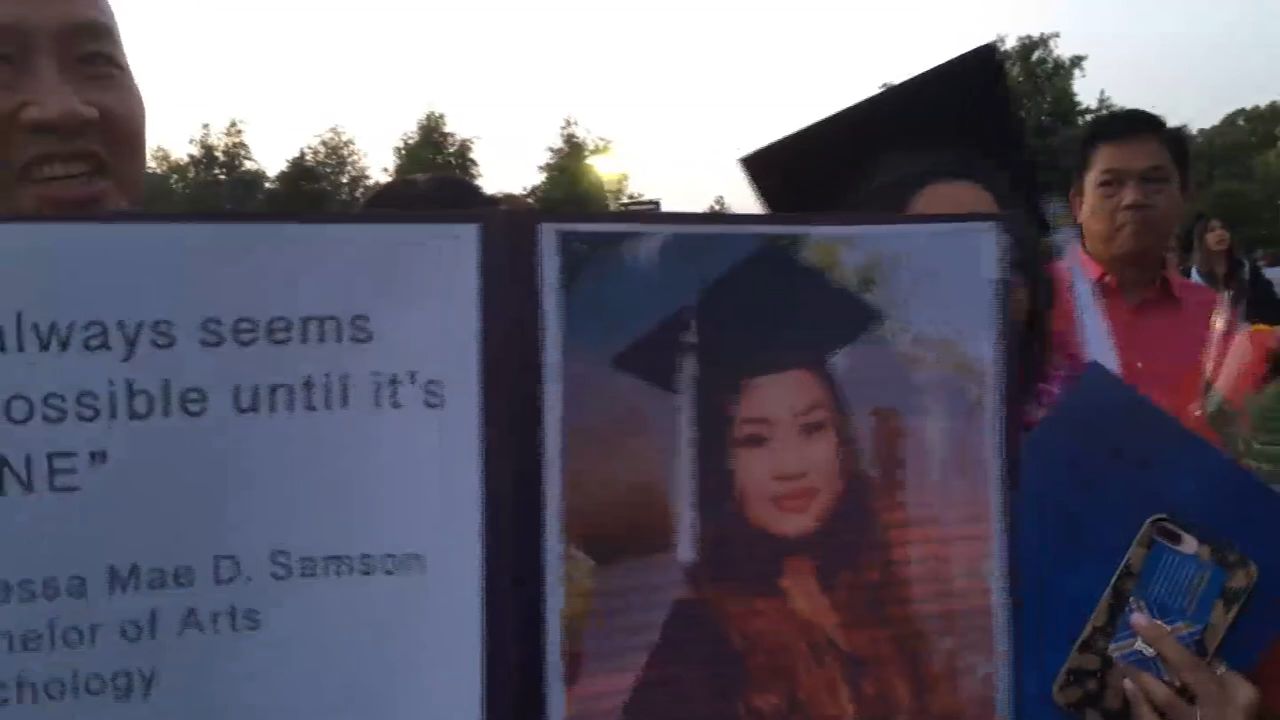 always seems
ossible until it's
NE"
essa Mae D. Samson
helor of Arts
chology